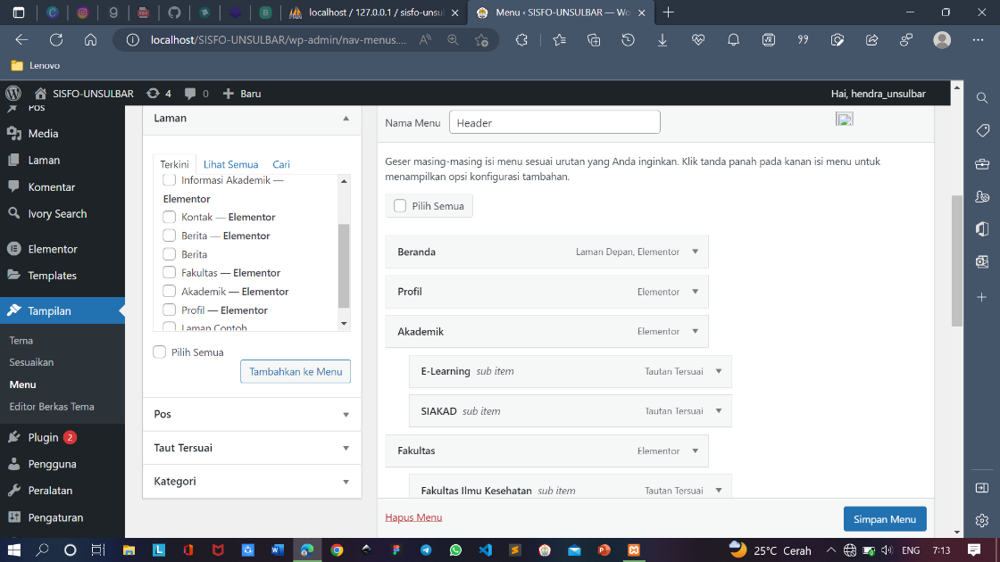 localhost / 127.0.0.1 / sisfo-unsul
Menu ‹ SISFO-UNSULBAR — Wo
localhost/SISFO-UNSULBAR/wp-admin/nav-menus....
Lenovo
SISFO-UNSULBAR 4 0 Baru
Hai, hendra_unsulbar
Pos
Media
Laman
Komentar
Ivory Search
Elementor
Templates
Tampilan
Tema
Sesuaikan
Menu
Editor Berkas Tema
Plugin 2
Pengguna
Peralatan
Pengaturan
Laman
Terkini Lihat Semua Cari
Informasi Akademik —
Elementor
Kontak — Elementor
Berita — Elementor
Berita
Fakultas — Elementor
Akademik — Elementor
Profil — Elementor
Laman Contoh
Pilih Semua
Tambahkan ke Menu
Pos
Taut Tersuai
Kategori
Nama Menu Header
Geser masing-masing isi menu sesuai urutan yang Anda inginkan. Klik tanda panah pada kanan isi menu untuk
menampilkan opsi konfigurasi tambahan.
Pilih Semua
Beranda Laman Depan, Elementor
Profil Elementor
Akademik Elementor
E-Learning sub item Tautan Tersuai
SIAKAD sub item Tautan Tersuai
Fakultas Elementor
Fakultas Ilmu Kesehatan sub item Tautan Tersuai
Hapus Menu
Simpan Menu
25°C Cerah
ENG
7:13